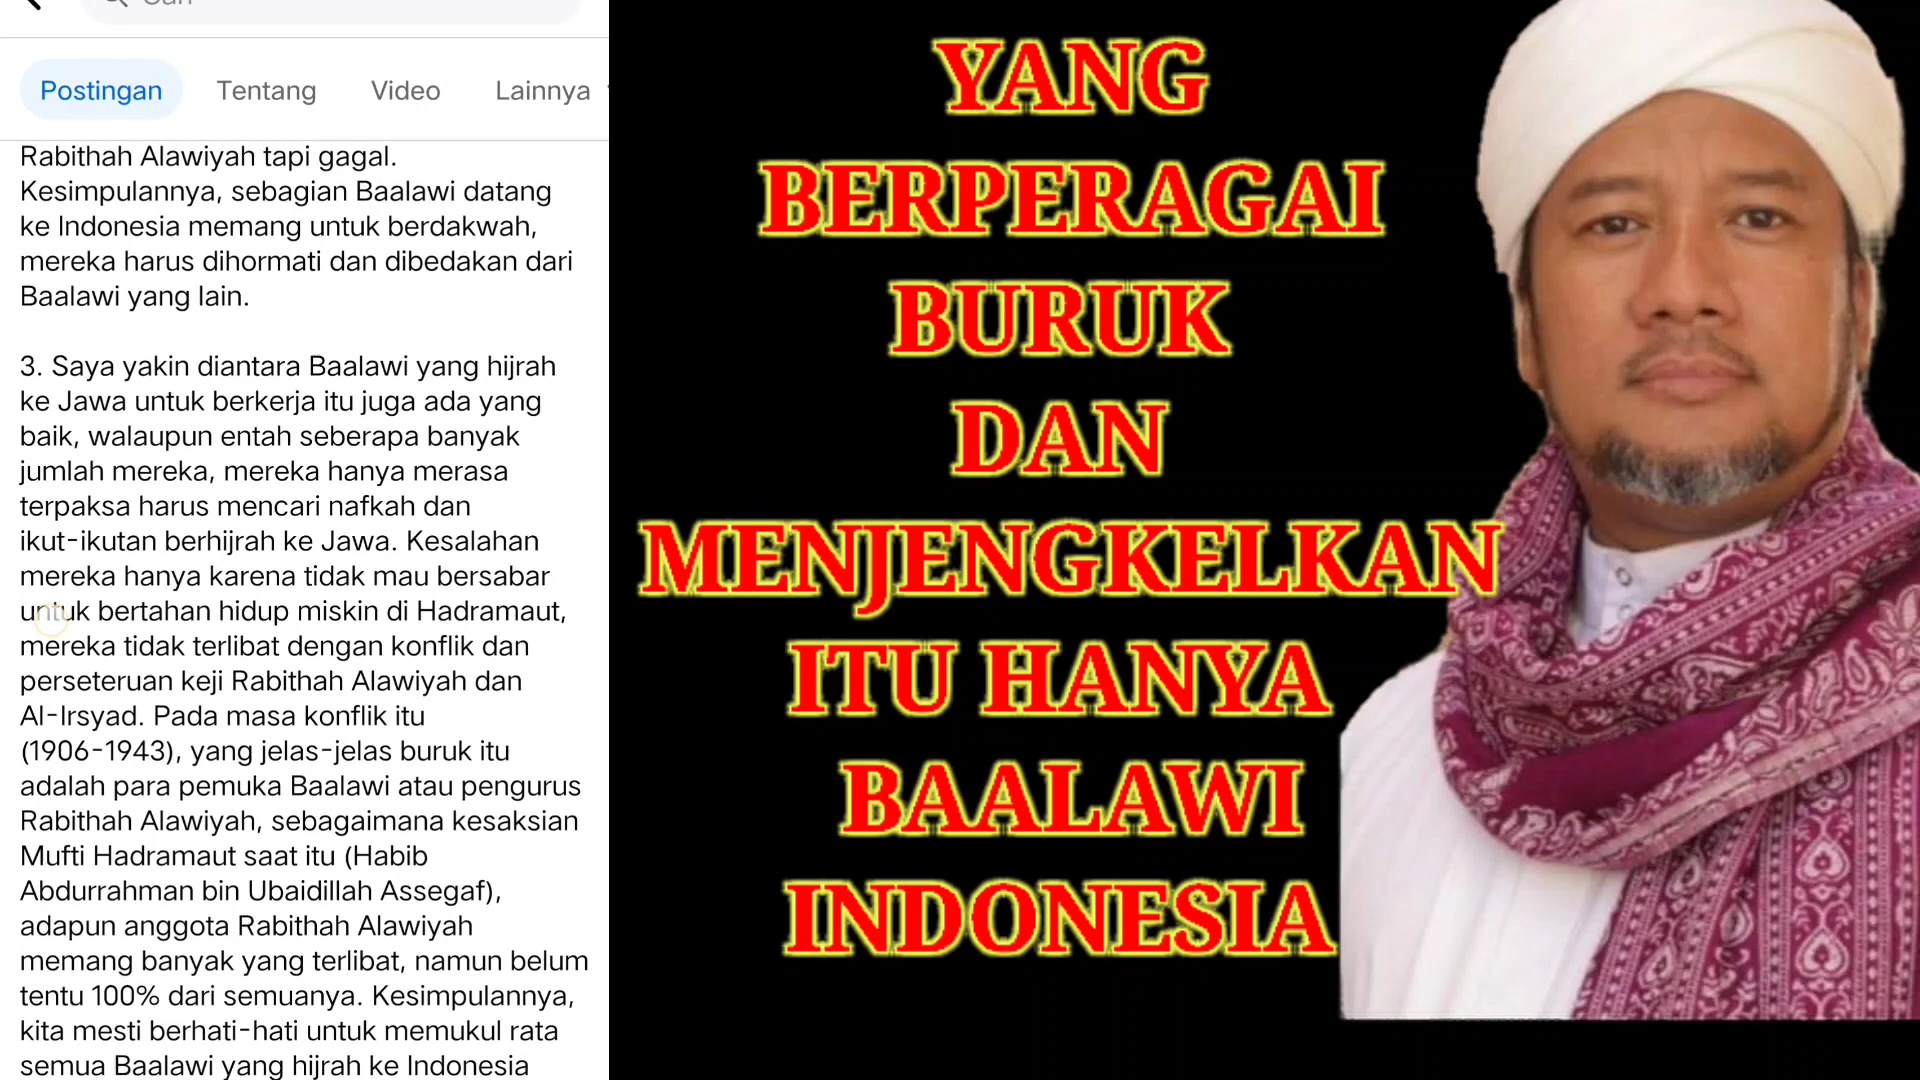 Postingan Tentang Video Lainnya
Rabithah Alawiyah tapi gagal.
Kesimpulannya, sebagian Baalawi datang
ke Indonesia memang untuk berdakwah,
mereka harus dihormati dan dibedakan dari
Baalawi yang lain.
3. Saya yakin diantara Baalawi yang hijrah
ke Jawa untuk berkerja itu juga ada yang
baik, walaupun entah seberapa banyak
jumlah mereka, mereka hanya merasa
terpaksa harus mencari nafkah dan
ikut-ikutan berhijrah ke Jawa. Kesalahan
mereka hanya karena tidak mau bersabar
untuk bertahan hidup miskin di Hadramaut,
mereka tidak terlibat dengan konflik dan
perseteruan keji Rabithah Alawiyah dan
Al-Irsyad. Pada masa konflik itu
(1906-1943), yang jelas-jelas buruk itu
adalah para pemuka Baalawi atau pengurus
Rabithah Alawiyah, sebagaimana kesaksian
Mufti Hadramaut saat itu (Habib
Abdurrahman bin Ubaidillah Assegaf),
adapun anggota Rabithah Alawiyah
memang banyak yang terlibat, namun belum
tentu 100% dari semuanya. Kesimpulannya,
kita mesti berhati-hati untuk memukul rata
semua Baalawi yang hijrah ke Indonesia
YANG
BERPERAGAI
BURUK
DAN
MENJENGKELKAN
ITU HANYA
BAALAWI
INDONESIA